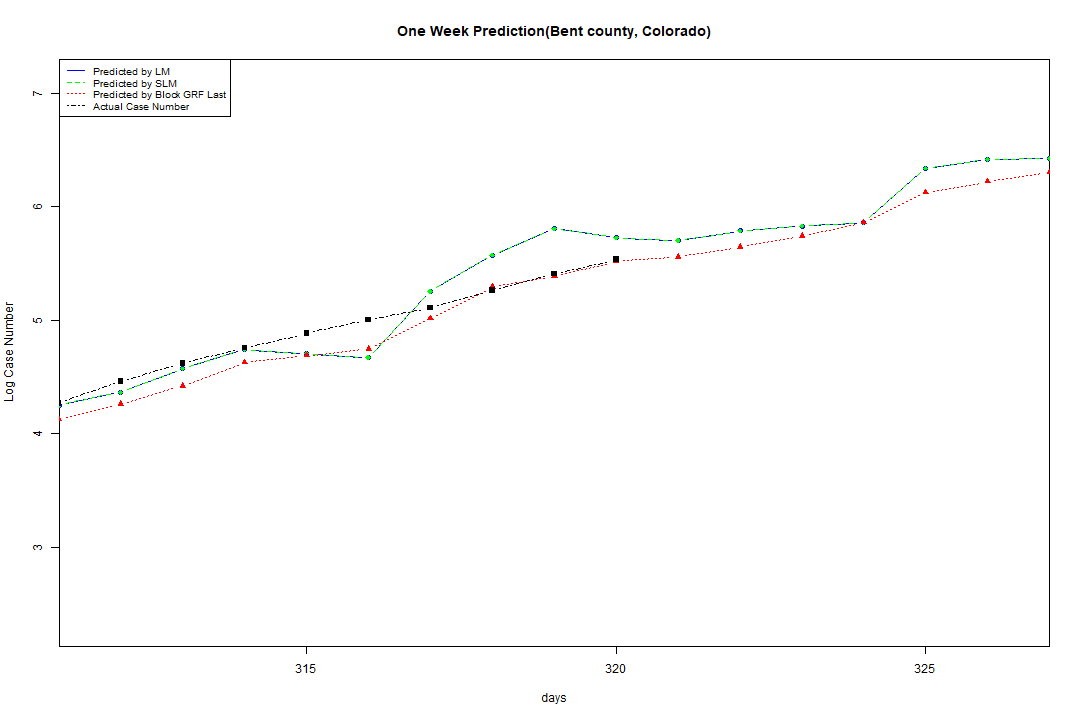 One Week Prediction(Bent county, Colorado)
Predicted by LM
Predicted by SLM
Predicted by Block GRF Last
Actual Case Number
7
6
5
4
3
Log Case Number
315
320
325
days